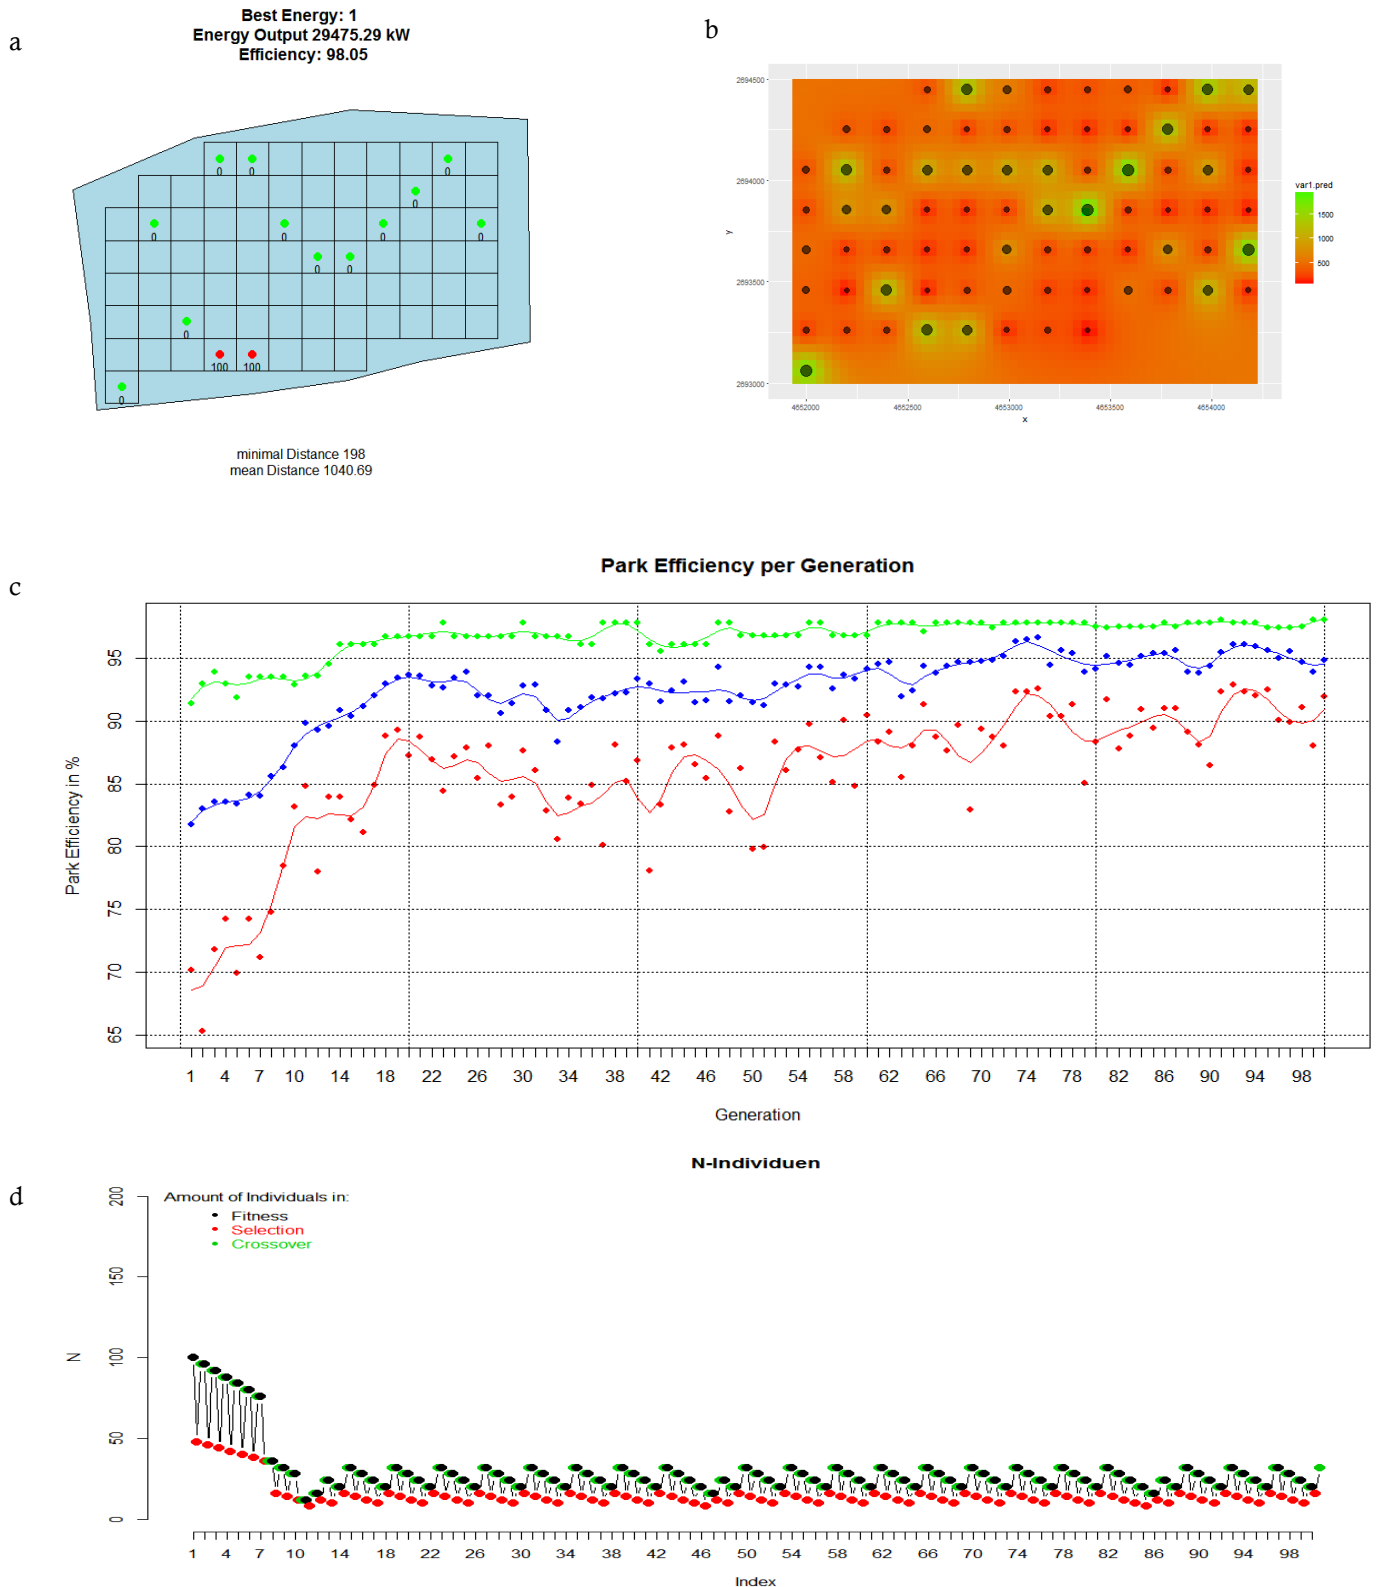 a
Best Energy: 1
Energy Output 29475.29 kW
Efficiency: 98.05
0 0 0
0
0 0 0 0
0 0
0
100 100
0
minimal Distance 198
mean Distance 1040.69
b
2694500
2694000
2693500
2693000
y
4652000 4652500 4653000 4653500 4654000
x
var1.pred
1500
1000
500
c
Park Efficiency per Generation
Park Efficiency in %
95
90
85
80
75
70
65
1 4 7 10 14 18 22 26 30 34 38 42 46 50 54 58 62 66 70 74 78 82 86 90 94 98
Generation
d
N-Individuen
Amount of Individuals in:
Fitness
Selection
Crossover
N
200
150
100
50
0
1 4 7 10 14 18 22 26 30 34 38 42 46 50 54 58 62 66 70 74 78 82 86 90 94 98
Index